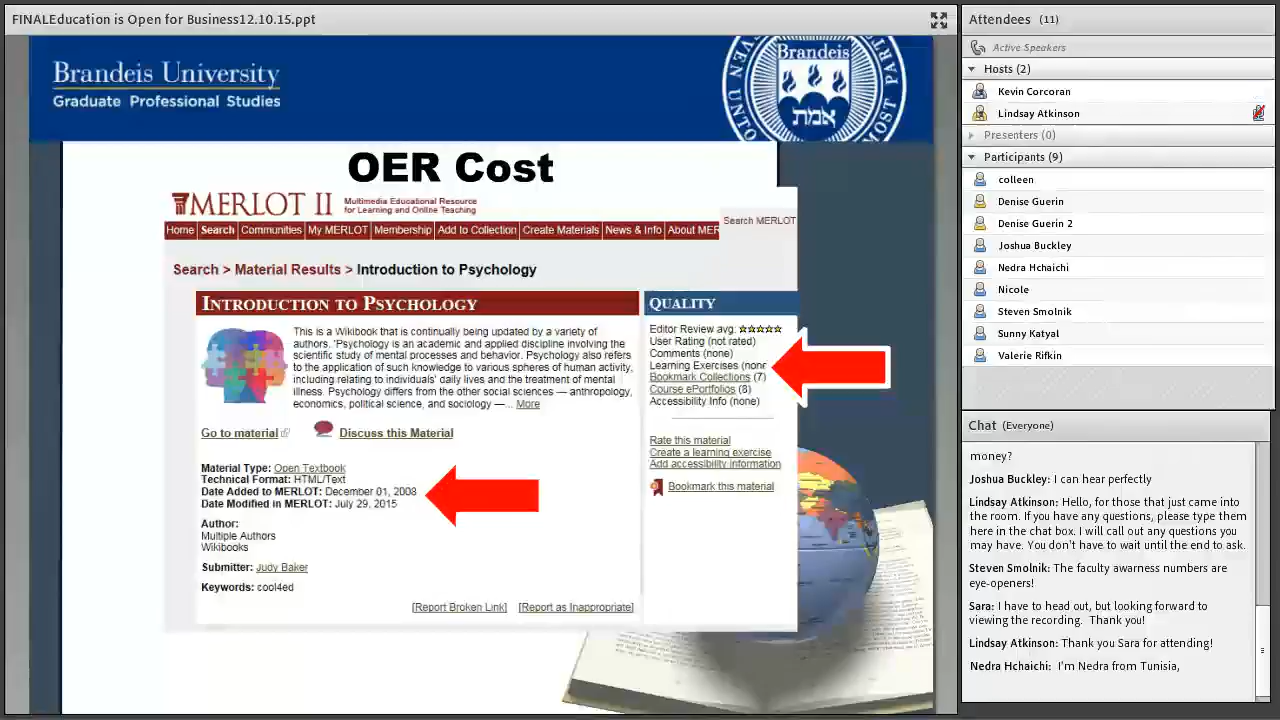 FINALEducation is Open for Business12.10.15.ppt
Brandeis University
Graduate Professional Studies
Brandeis
אמת
OER Cost
MERLOT II
Multimedia Educational Resource
for Learning and Online Teaching
Home Search Communities My MERLOT Membership Add to Collection Create Materials News & Info About MER
Search MERLOT
Search > Material Results > Introduction to Psychology
INTRODUCTION TO PSYCHOLOGY
This is a Wikibook that is continually being updated by a variety of
authors. 'Psychology is an academic and applied discipline involving the
scientific study of mental processes and behavior. Psychology also refers
to the application of such knowledge to various spheres of human activity,
including relating to individuals' daily lives and the treatment of mental
illness. Psychology differs from the other social sciences — anthropology,
economics, political science, and sociology —... More
Go to material
Discuss this Material
Material Type: Open Textbook
Technical Format: HTML/Text
Date Added to MERLOT: December 01, 2008
Date Modified in MERLOT: July 29, 2015
Author:
Multiple Authors
Wikibooks
Submitter: Judy Baker
Keywords: cool4ed
[Report Broken Link] [Report as Inappropriate]
QUALITY
Editor Review avg:
User Rating (not rated)
Comments (none)
Learning Exercises (none
Bookmark Collections (7)
Course ePortfolios (8)
Accessibility Info (none)
Rate this material
Create a learning exercise
Add accessibility information
Bookmark this material
Attendees (11)
Active Speakers
Hosts (2)
Kevin Corcoran
Lindsay Atkinson
Presenters (0)
Participants (9)
colleen
Denise Guerin
Denise Guerin 2
Joshua Buckley
Nedra Hchaichi
Nicole
Steven Smolnik
Sunny Katyal
Valerie Rifkin
Chat (Everyone)
money?
Joshua Buckley: I can hear perfectly
Lindsay Atkinson: Hello, for those that just came into
the room. If you have any questions, please type them
here in the chat box. I will call out any questions you
may have. You don't have to wait until the end to ask.
Steven Smolnik: The faculty awarness numbers are
eye-openers!
Sara: I have to head out, but looking forward to
viewing the recording. Thank you!
Lindsay Atkinson: Thank you Sara for attending!
Nedra Hchaichi: I'm Nedra from Tunisia,